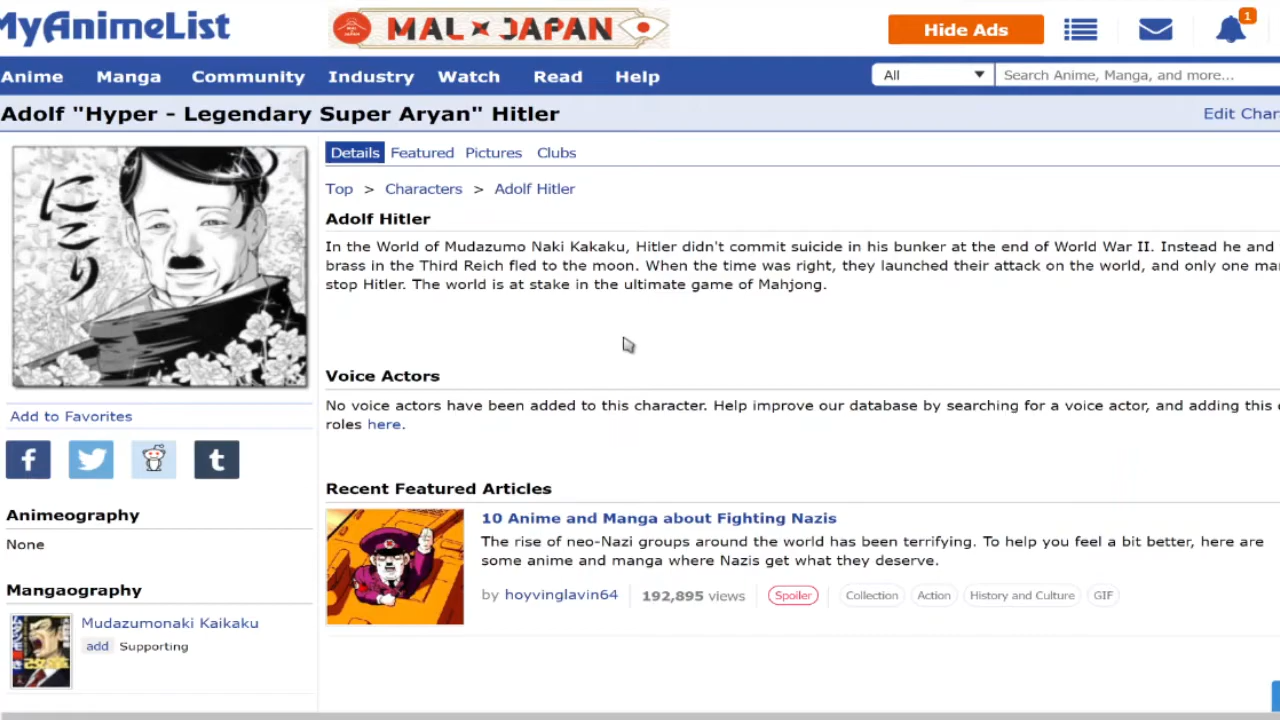 MyAnimeList
MAL × JAPAN
Hide Ads
1
Anime Manga Community Industry Watch Read Help
All
Search Anime, Manga, and more...
Adolf "Hyper - Legendary Super Aryan" Hitler
Edit Char
にこり
Details Featured Pictures Clubs
Top > Characters > Adolf Hitler
Adolf Hitler
In the World of Mudazumo Naki Kakaku, Hitler didn't commit suicide in his bunker at the end of World War II. Instead he and
brass in the Third Reich fled to the moon. When the time was right, they launched their attack on the world, and only one ma
stop Hitler. The world is at stake in the ultimate game of Mahjong.
Voice Actors
No voice actors have been added to this character. Help improve our database by searching for a voice actor, and adding this
roles here.
Add to Favorites
Animeography
None
Mangaography
Mudazumonaki Kaikaku
add Supporting
Recent Featured Articles
10 Anime and Manga about Fighting Nazis
The rise of neo-Nazi groups around the world has been terrifying. To help you feel a bit better, here are
some anime and manga where Nazis get what they deserve.
by hoyvinglavin64 192,895 views Spoiler Collection Action History and Culture GIF